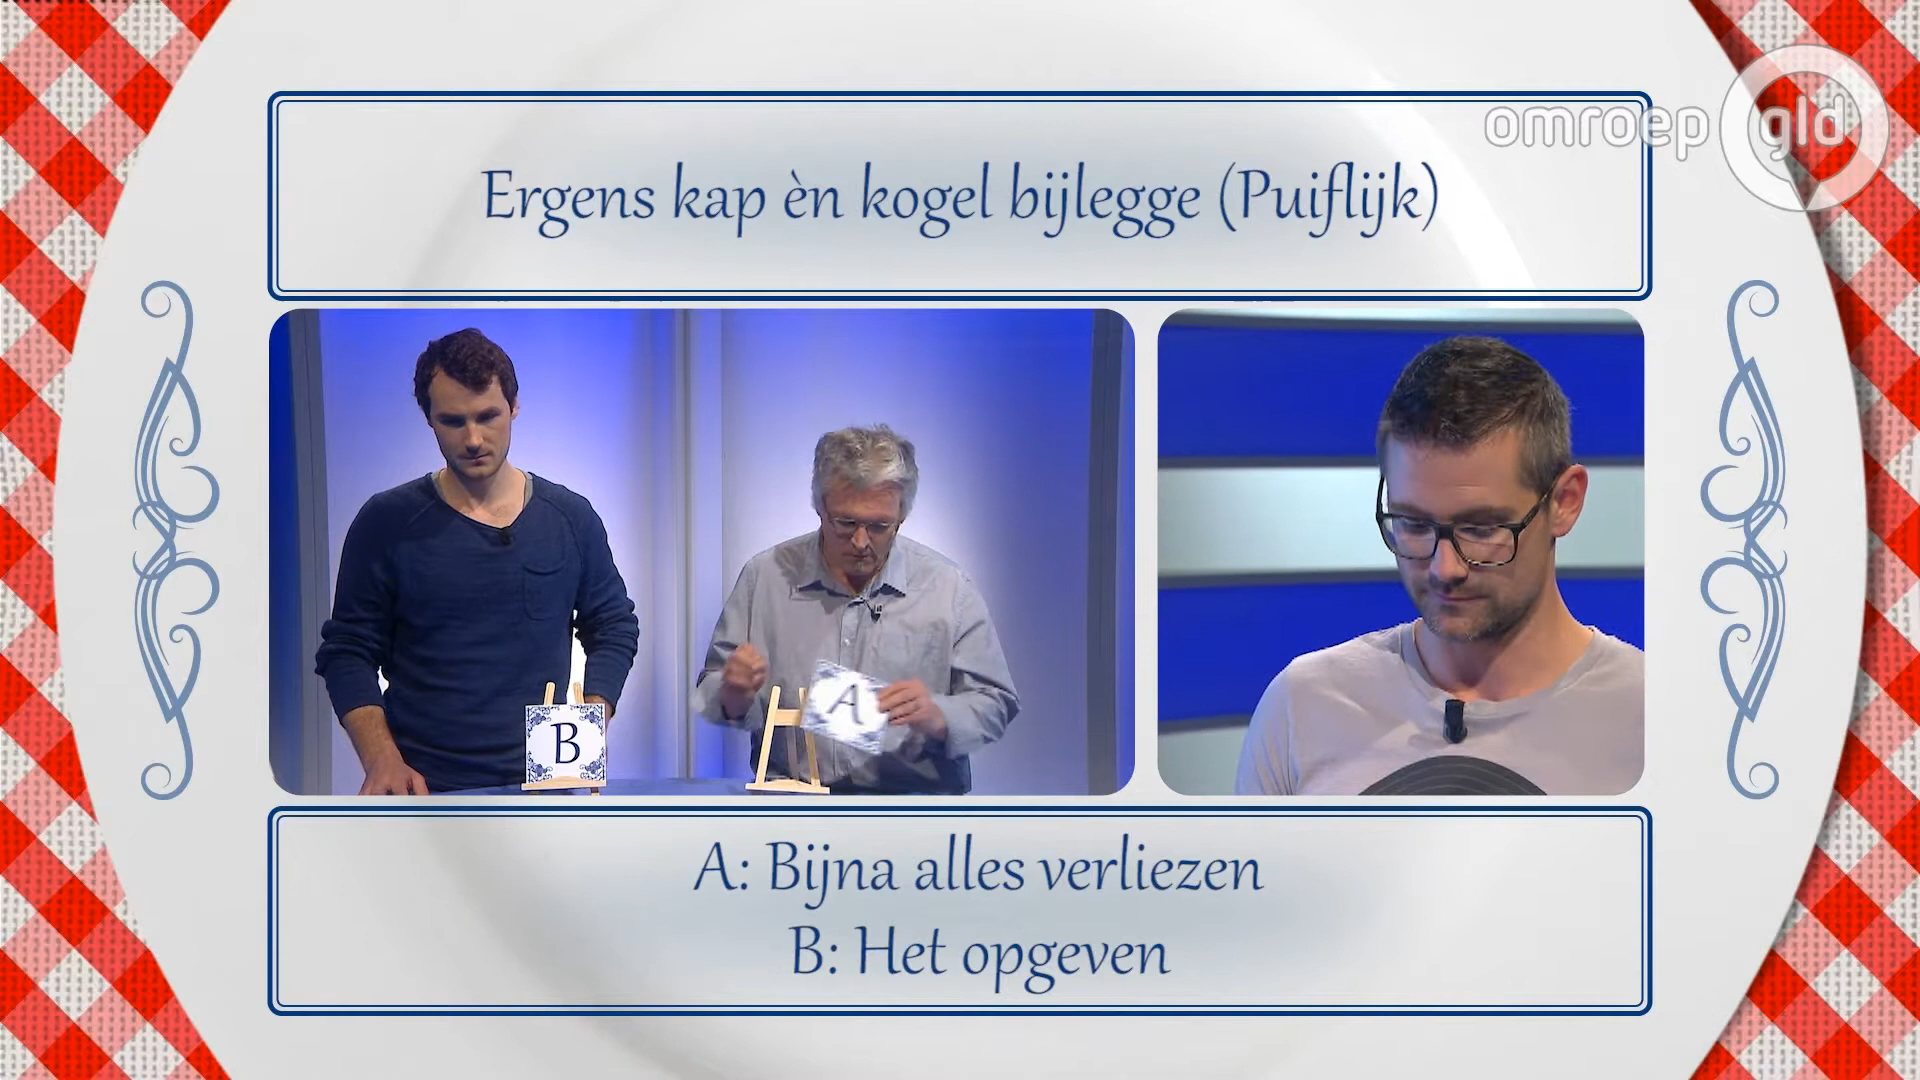 omroep gld
Ergens kap èn kogel bijlegge (Puiflijk)
B
A
A: Bijna alles verliezen
B: Het opgeven